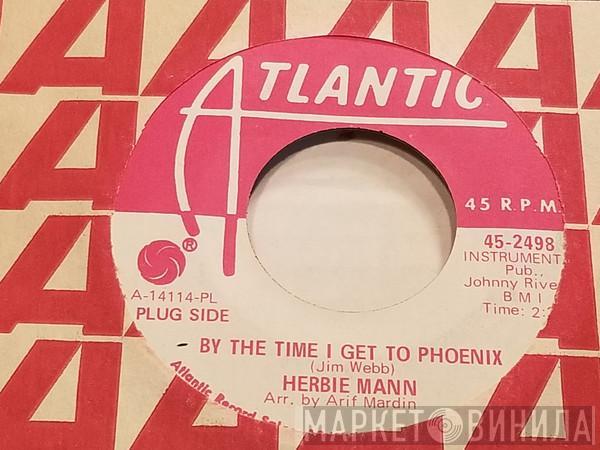 ATLANTIC
45 R.P.M.
45-2498
INSTRUMENT
Pub.,
Johnny Rive
BMI
Time: 2:
®
A-14114-PL
PLUG SIDE
BY THE TIME I GET TO PHOENIX
(Jim Webb)
HERBIE MANN
Arr. by Arif Mardin
Atlantic Record
МАРКЕТ ВИНИЛА